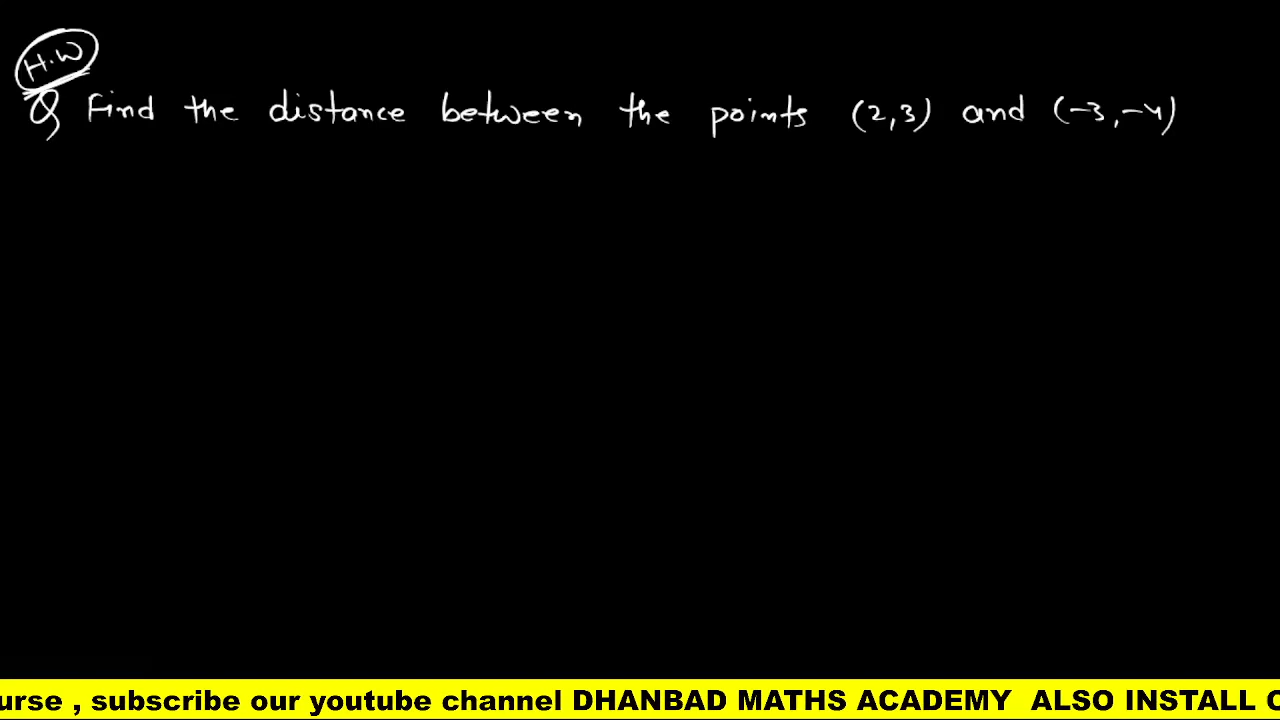 H.W
Q Find the distance between the points (2,3) and (-3,-4)
urse , subscribe our youtube channel DHANBAD MATHS ACADEMY ALSO INSTALL